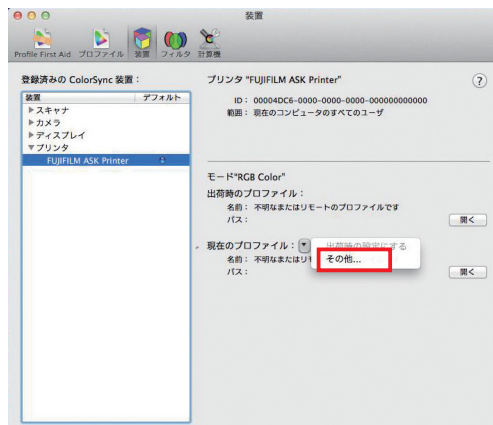 装置
Profile First Aid プロファイル 装置 フィルタ 計算機
登録済みの ColorSync 装置：
装置 デフォルト
スキャナ
カメラ
ディスプレイ
プリンタ
FUJIFILM ASK Printer
プリンタ "FUJIFILM ASK Printer"
?
ID： 00004DC6-0000-0000-0000-000000000000
範囲： 現在のコンピュータのすべてのユーザ
モード"RGB Color"
出荷時のプロファイル：
名前： 不明なまたはリモートのプロファイルです
パス：
開く
現在のプロファイル：
出荷時の設定にする
その他...
名前： 不明なまたはリ
パス：
開く